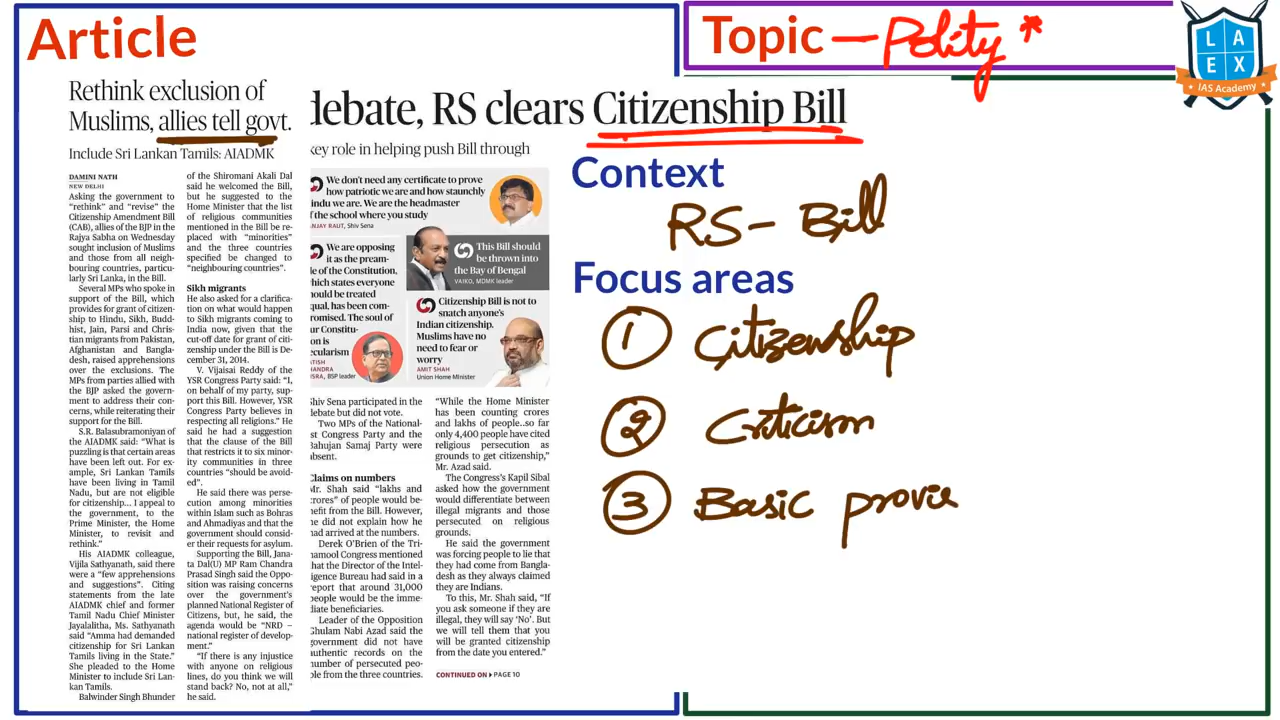 Article
Topic — Polity *
L A
E X
IAS Academy
Rethink exclusion of
Muslims, allies tell govt.
Include Sri Lankan Tamils: AIADMK
DAMINI NATH
NEW DELHI
Asking the government to
“rethink” and “revise” the
Citizenship Amendment Bill
(CAB), allies of the BJP in the
Rajya Sabha on Wednesday
sought inclusion of Muslims
and those from all neigh-
bouring countries, particu-
larly Sri Lanka, in the Bill.
Several MPs who spoke in
support of the Bill, which
provides for grant of citizen-
ship to Hindu, Sikh, Budd-
hist, Jain, Parsi and Chris-
tian migrants from Pakistan,
Afghanistan and Bangla-
desh, raised apprehensions
over the exclusions. The
MPs from parties allied with
the BJP asked the govern-
ment to address their con-
cerns, while reiterating their
support for the Bill.
S.R. Balasubramoniyan of
the AIADMK said: “What is
puzzling is that certain areas
have been left out. For ex-
ample, Sri Lankan Tamils
have been living in Tamil
Nadu, but are not eligible
for citizenship... I appeal to
the government, to the
Prime Minister, the Home
Minister, to revisit and
rethink.”
His AIADMK colleague,
Vijila Sathyanath, said there
were a “few apprehensions
and suggestions”. Citing
statements from the late
AIADMK chief and former
Tamil Nadu Chief Minister
Jayalalitha, Ms. Sathyanath
said “Amma had demanded
citizenship for Sri Lankan
Tamils living in the State.”
She pleaded to the Home
Minister to include Sri Lan-
kan Tamils.
Balwinder Singh Bhunder
of the Shiromani Akali Dal
said he welcomed the Bill,
but he suggested to the
Home Minister that the list
of religious communities
mentioned in the Bill be re-
placed with “minorities”
and the three countries
specified be changed to
“neighbouring countries”.
Sikh migrants
He also asked for a clarifica-
tion on what would happen
to Sikh migrants coming to
India now, given that the
cut-off date for grant of citi-
zenship under the Bill is De-
cember 31, 2014.
V. Vijaisai Reddy of the
YSR Congress Party said: “I,
on behalf of my party, sup-
port this Bill. However, YSR
Congress Party believes in
respecting all religions.” He
said he had a suggestion
that the clause of the Bill
that restricts it to six minor-
ity communities in three
countries “should be avoid-
ed”.
He said there was perse-
cution among minorities
within Islam such as Bohras
and Ahmadiyas and that the
government should consid-
er their requests for asylum.
Supporting the Bill, Jana-
ta Dal(U) MP Ram Chandra
Prasad Singh said the Oppo-
sition was raising concerns
over the government’s
planned National Register of
Citizens, but, he said, the
agenda would be “NRD –
national register of develop-
ment.”
“If there is any injustice
with anyone on religious
lines, do you think we will
stand back? No, not at all,”
he said.
debate, RS clears Citizenship Bill
key role in helping push Bill through
We don’t need any certificate to prove
how patriotic we are and how staunchly
indu we are. We are the headmaster
f the school where you study
NJAY RAUT, Shiv Sena
We are opposing
it as the pream-
le of the Constitution,
hich states everyone
hould be treated
qual, has been com-
romised. The soul of
ur Constitu-
on is
ecularism
ATISH
HANDRA
ISRA, BSP leader
This Bill should
be thrown into
the Bay of Bengal
VAIKO, MDMK leader
Citizenship Bill is not to
snatch anyone’s
Indian citizenship.
Muslims have no
need to fear or
worry
AMIT SHAH
Union Home Minister
Shiv Sena participated in the
debate but did not vote.
Two MPs of the National-
st Congress Party and the
Bahujan Samaj Party were
absent.
Claims on numbers
Mr. Shah said “lakhs and
crores” of people would be-
nefit from the Bill. However,
he did not explain how he
had arrived at the numbers.
Derek O’Brien of the Tri-
namool Congress mentioned
that the Director of the Intel-
ligence Bureau had said in a
report that around 31,000
people would be the imme-
diate beneficiaries.
Leader of the Opposition
Ghulam Nabi Azad said the
government did not have
authentic records on the
number of persecuted peo-
ple from the three countries.
“While the Home Minister
has been counting crores
and lakhs of people..so far
only 4,400 people have cited
religious persecution as
grounds to get citizenship,”
Mr. Azad said.
The Congress’s Kapil Sibal
asked how the government
would differentiate between
illegal migrants and those
persecuted on religious
grounds.
He said the government
was forcing people to lie that
they had come from Bangla-
desh as they always claimed
they are Indians.
To this, Mr. Shah said, “If
you ask someone if they are
illegal, they will say ‘No’. But
we will tell them that you
will be granted citizenship
from the date you entered.”
CONTINUED ON ▸ PAGE 10
Context
RS – Bill
Focus areas
1 Citizenship
2 Criticism
3 Basic provis